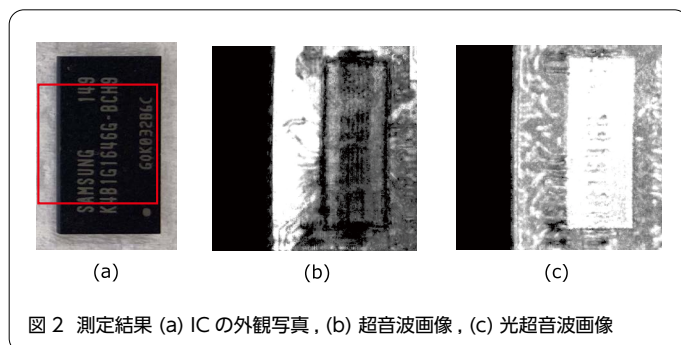 SAMSUNG 149
K4B1G1646G-BCH9
GOK032B6C
(a)
(b)
(c)
図 2 測定結果 (a) IC の外観写真 , (b) 超音波画像 , (c) 光超音波画像